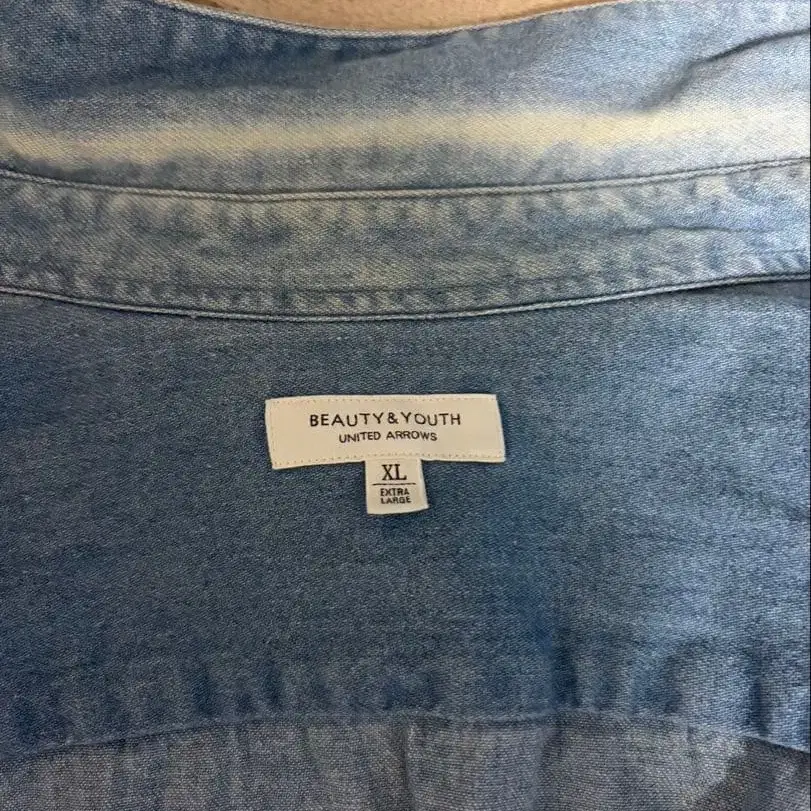 BEAUTY&YOUTH
UNITED ARROWS
XL
EXTRA
LARGE